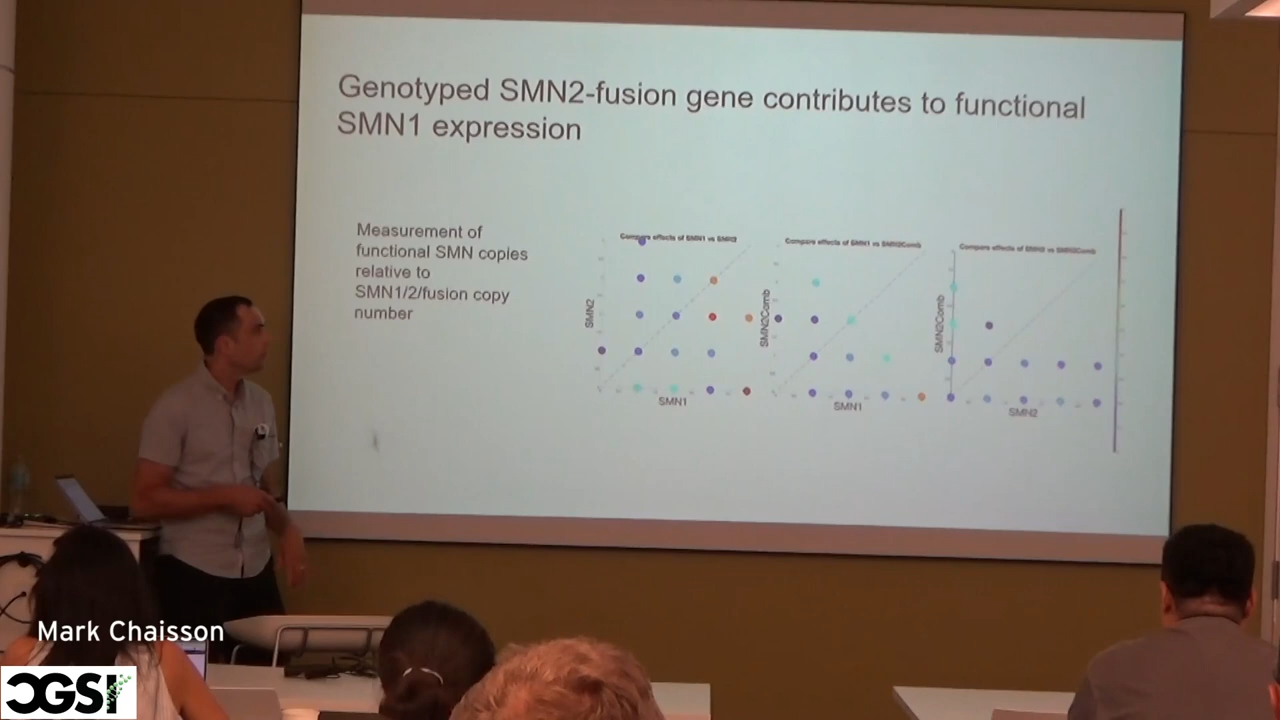 Genotyped SMN2-fusion gene contributes to functional
SMN1 expression
Measurement of
functional SMN copies
relative to
SMN1/2/fusion copy
number
Compare effects of SMN1 vs SMN2
Compare effects of SMN1 vs SMN2Comb
Compare effects of SMN2 vs SMN2Comb
SMN2
SMN2Comb
SMN2Comb
SMN1
SMN1
SMN2
Mark Chaisson
CGSI